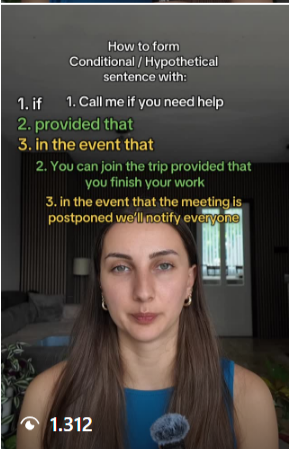 How to form
Conditional / Hypothetical
sentence with:
1. if
1. Call me if you need help
2. provided that
3. in the event that
2. You can join the trip provided that
you finish your work
3. in the event that the meeting is
postponed we'll notify everyone
1.312